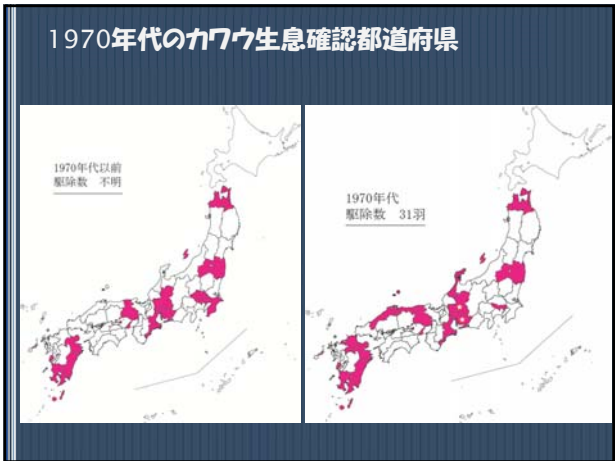 1970年代のカワウ生息確認都道府県
1970年代以前
駆除数 不明
1970年代
駆除数 31羽